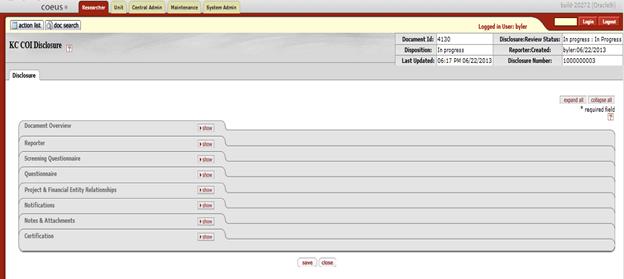 coeus Researcher Unit Central Admin Maintenance System Admin build-20272 (Oracle9i)
action list doc search Logged in User: byler Login Logout
KC COI Disclosure ?
Document Id: 4130 Disclosure:Review Status: In progress : In Progress
Disposition: In progress Reporter:Created: byler:06/22/2013
Last Updated: 06:17 PM 06/22/2013 Disclosure Number: 1000000003
Disclosure
expand all collapse all
* required field
?
Document Overview show
Reporter show
Screening Questionnaire show
Questionnaire show
Project & Financial Entity Relationships show
Notifications show
Notes & Attachments show
Certification show
save close